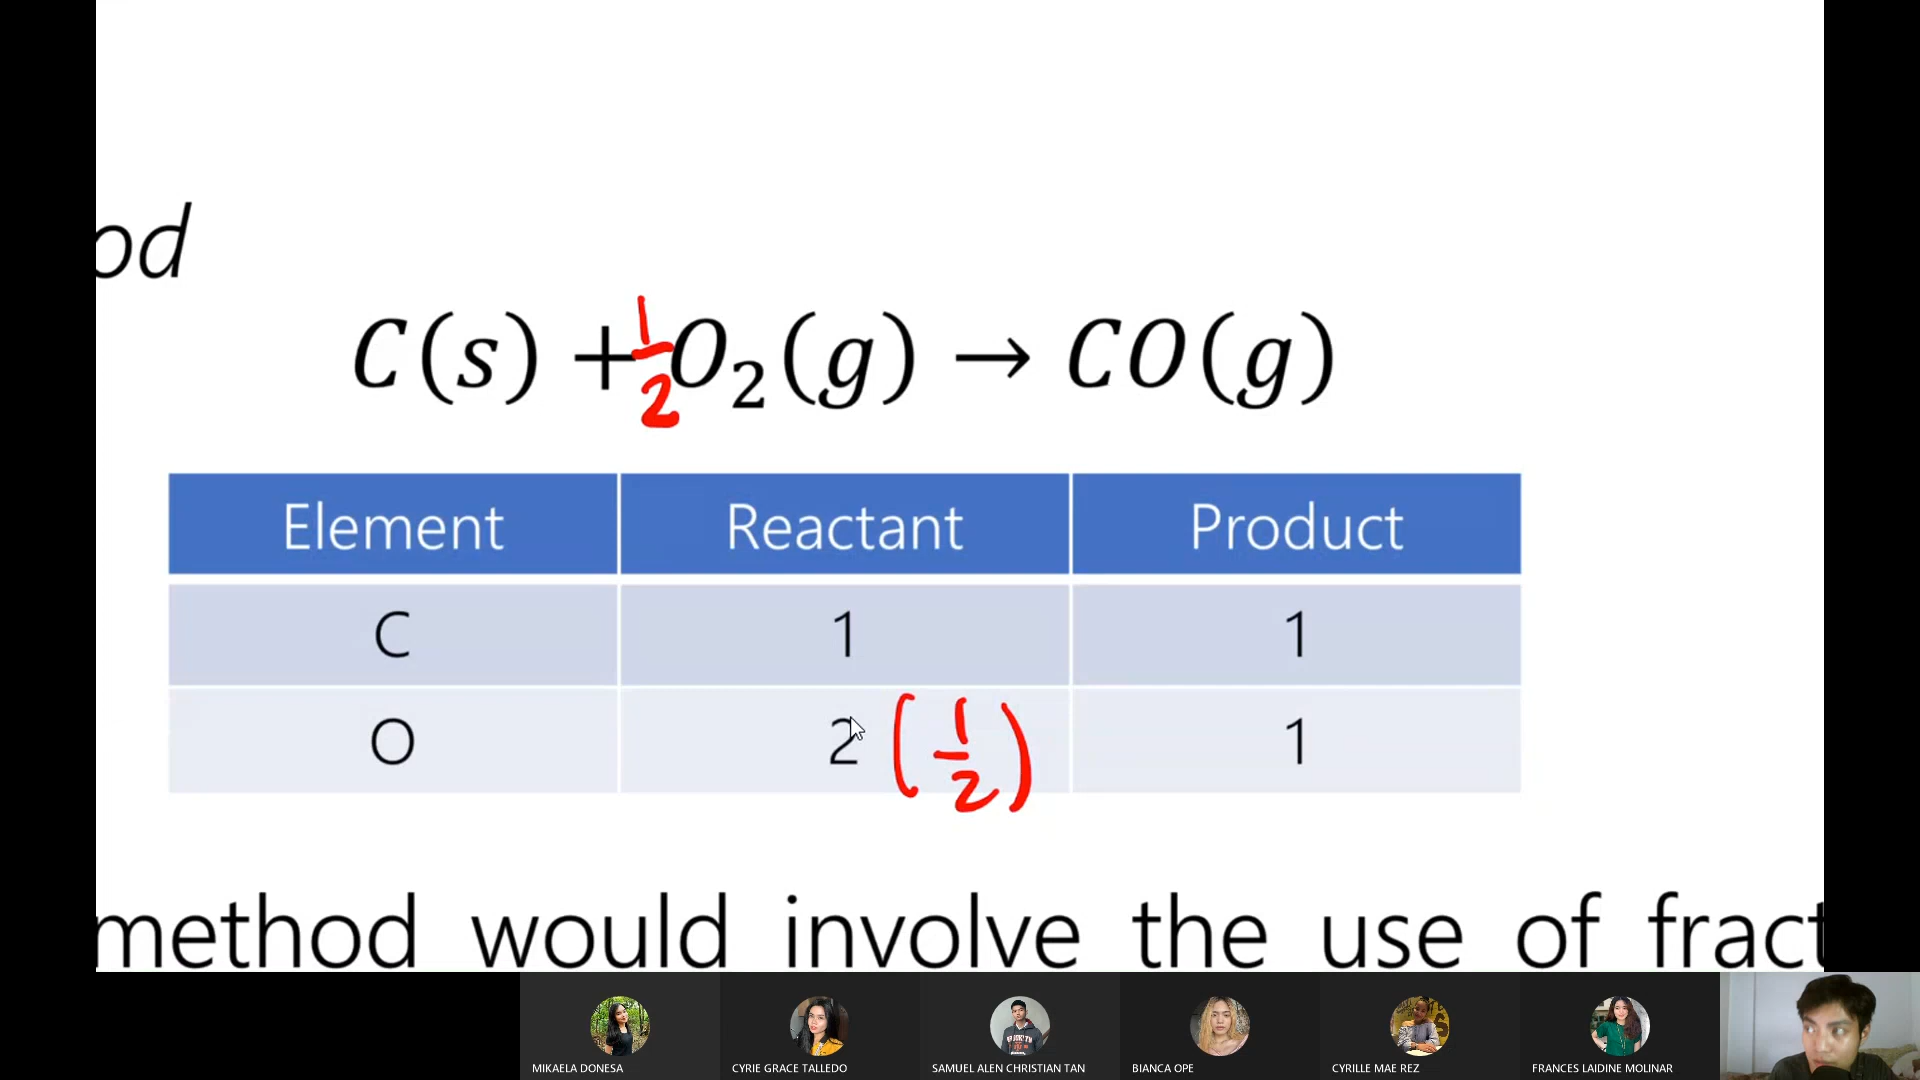 od
C(s) + 1/2 O₂(g) → CO(g)
Element Reactant Product
C 1 1
O 2 (1/2) 1
method would involve the use of fract
MIKAELA DONESA CYRIE GRACE TALLEDO SAMUEL ALEN CHRISTIAN TAN BIANCA OPE CYRILLE MAE REZ FRANCES LAIDINE MOLINAR